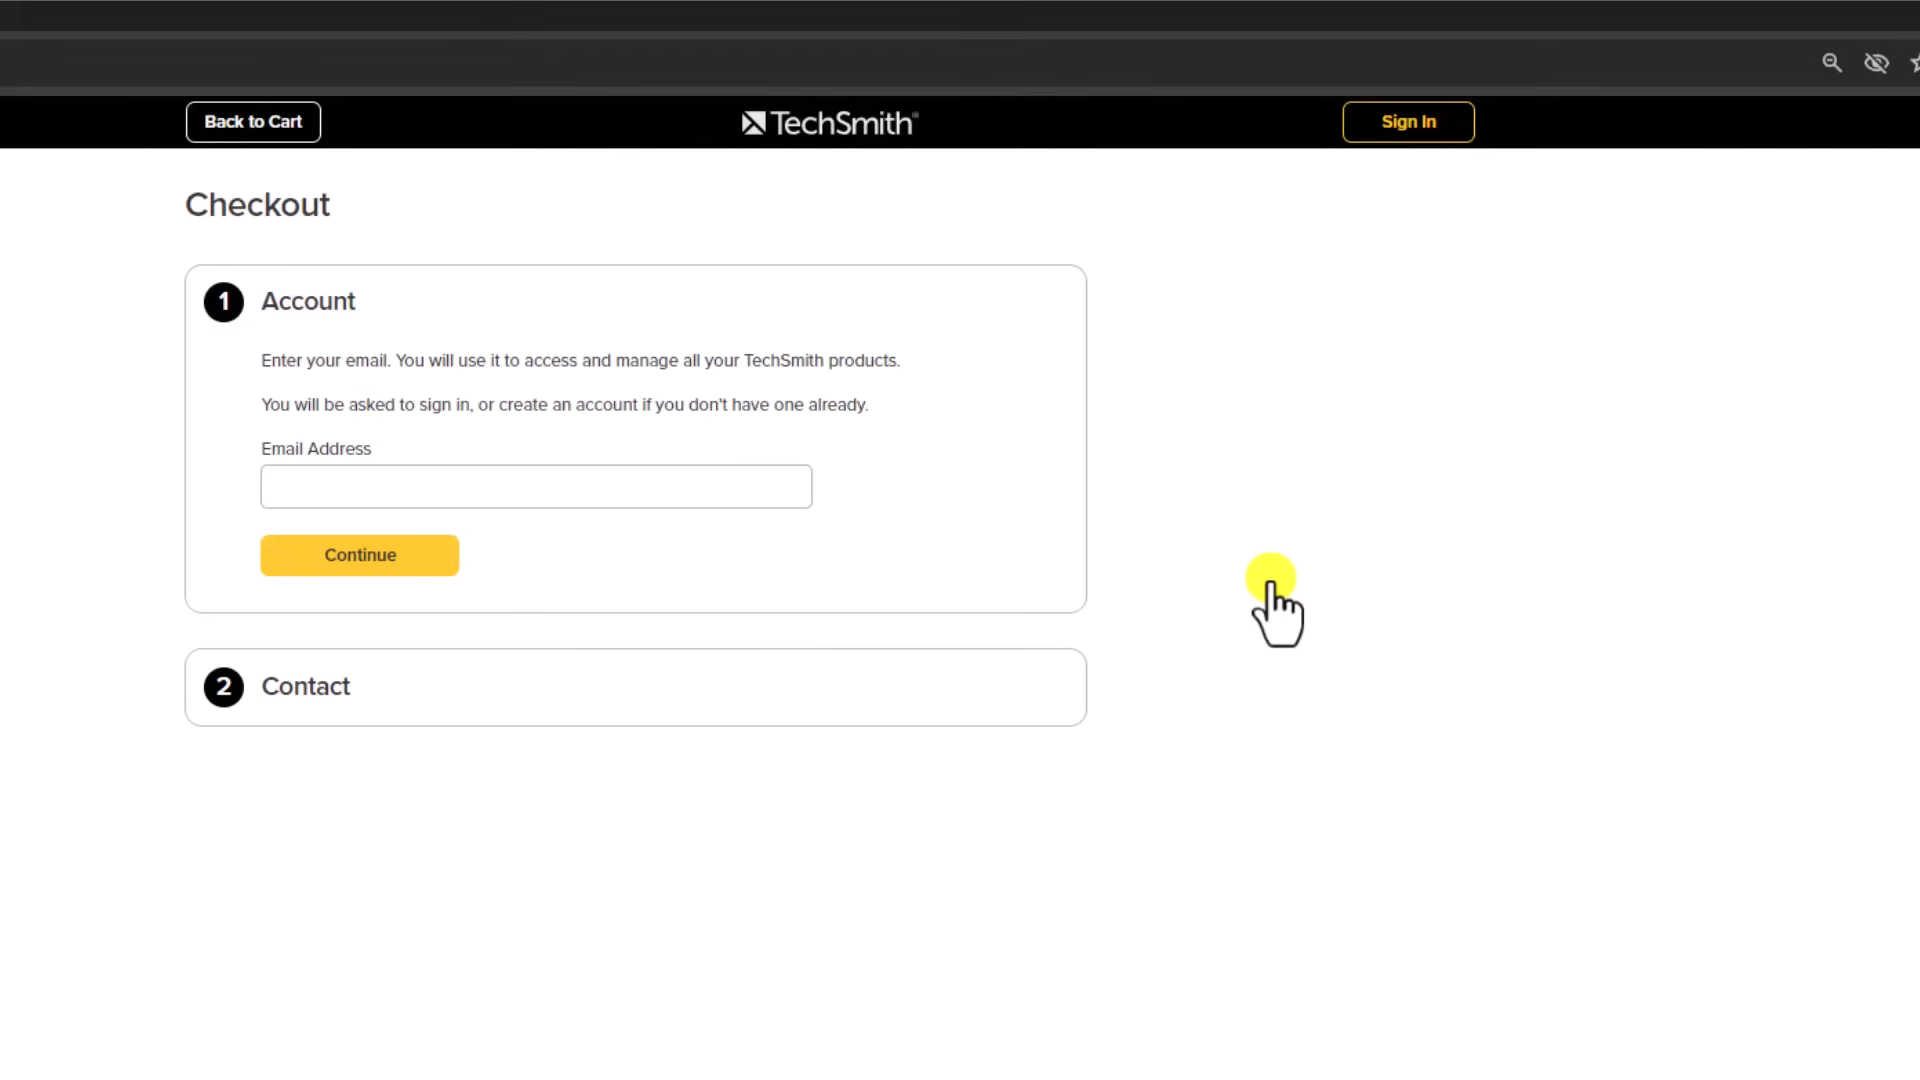 Back to Cart
TechSmith®
Sign In
Checkout
1 Account
Enter your email. You will use it to access and manage all your TechSmith products.
You will be asked to sign in, or create an account if you don't have one already.
Email Address
Continue
2 Contact